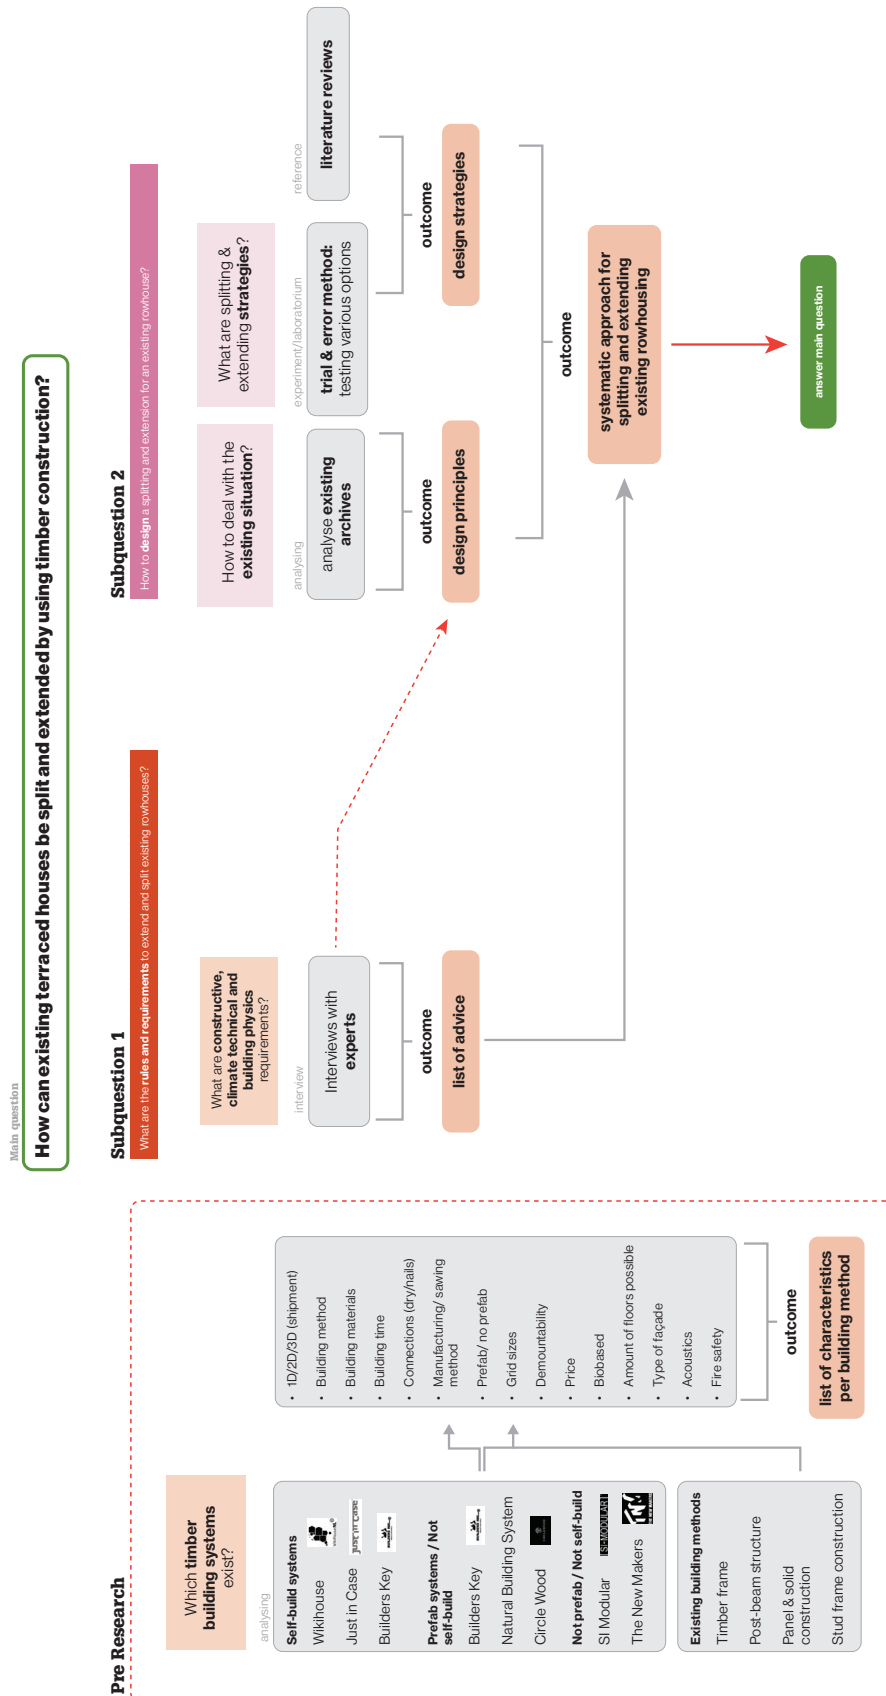 Main question
How can existing terraced houses be split and extended by using timber construction?
Pre Research
Which timber
building systems
exist?
analysing
Self-build systems
Wikihouse
Just in Case
just in case
Builders Key
Prefab systems / Not
self-build
Builders Key
Natural Building System
Circle Wood
Not prefab / Not self-build
SI Modular
SI-MODULAR
The New Makers
TNM
Existing building methods
Timber frame
Post-beam structure
Panel & solid
construction
Stud frame construction
• 1D/2D/3D (shipment)
• Building method
• Building materials
• Building time
• Connections (dry/nails)
• Manufacturing/ sawing
method
• Prefab/ no prefab
• Grid sizes
• Demountability
• Price
• Biobased
• Amount of floors possible
• Type of façade
• Acoustics
• Fire safety
outcome
list of characteristics
per building method
Subquestion 1
What are the rules and requirements to extend and split existing rowhouses?
What are constructive,
climate technical and
building physics
requirements?
interview
Interviews with
experts
outcome
list of advice
Subquestion 2
How to design a splitting and extension for an existing rowhouse?
How to deal with the
existing situation?
analysing
analyse existing
archives
outcome
design principles
What are splitting &
extending strategies?
experiment/laboratorium
trial & error method:
testing various options
reference
literature reviews
outcome
design strategies
outcome
systematic approach for
splitting and extending
existing rowhousing
answer main question